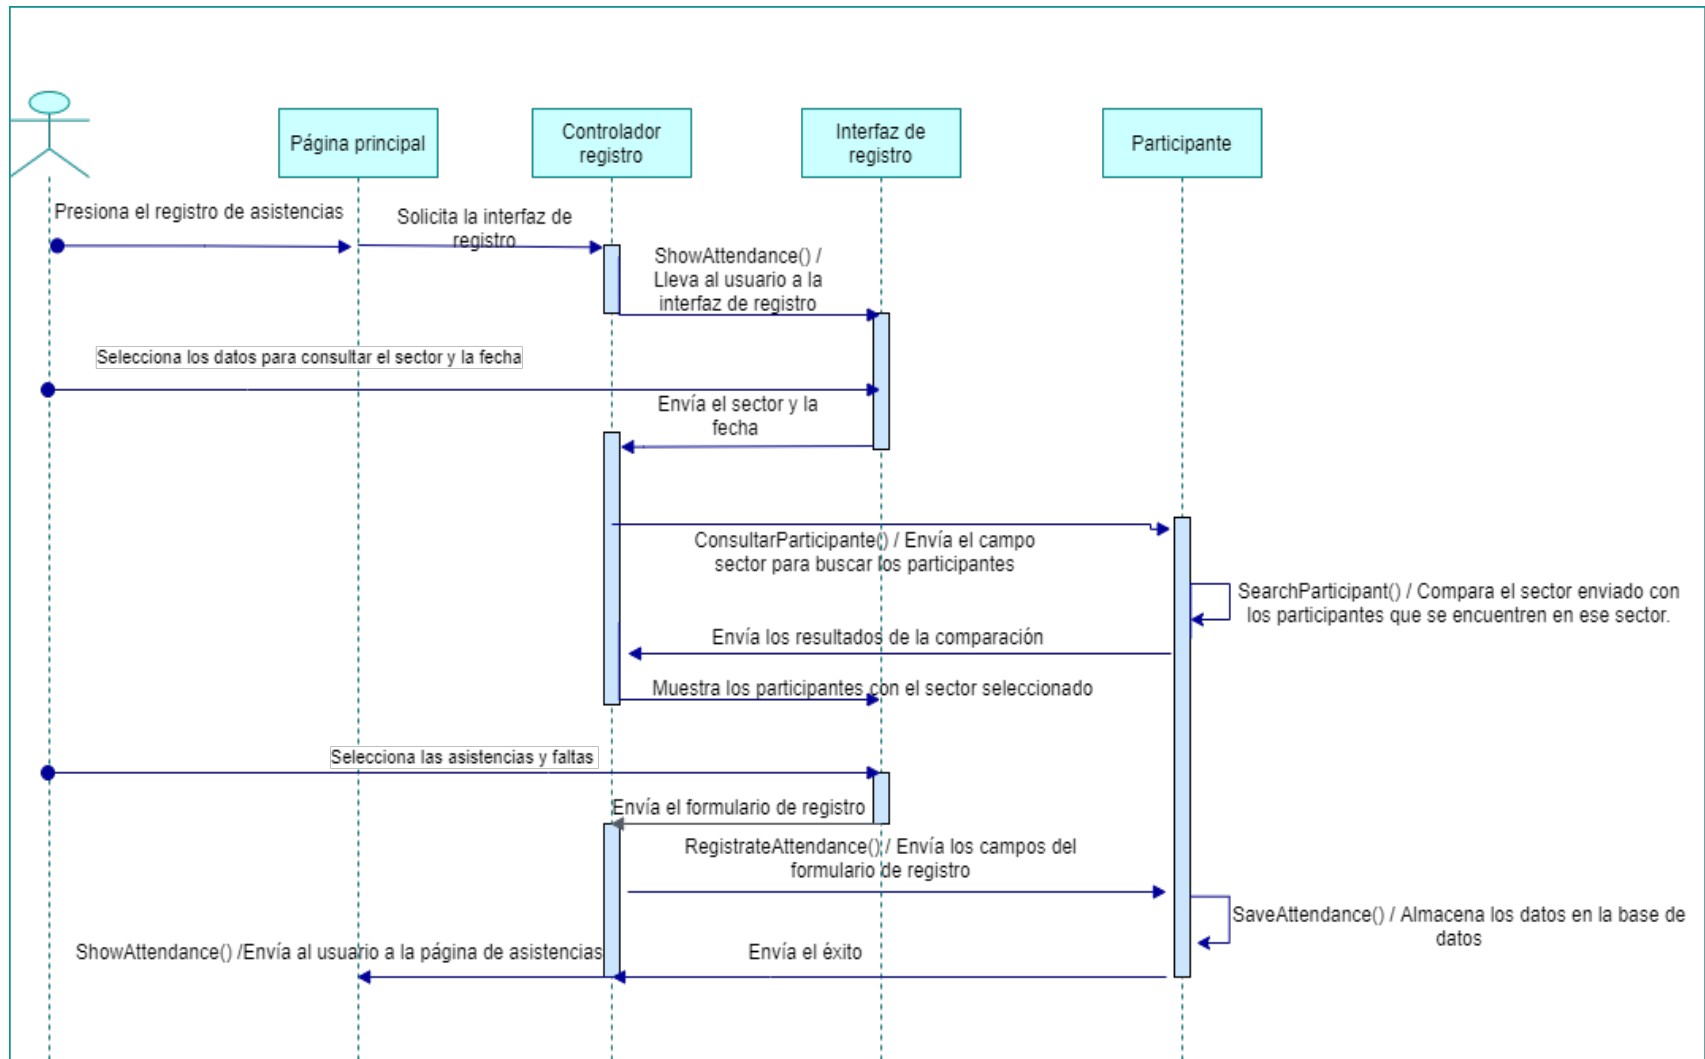 Página principal
Controlador
registro
Interfaz de
registro
Participante
Presiona el registro de asistencias
Solicita la interfaz de
registro
ShowAttendance() /
Lleva al usuario a la
interfaz de registro
Selecciona los datos para consultar el sector y la fecha
Envía el sector y la
fecha
ConsultarParticipante() / Envía el campo
sector para buscar los participantes
SearchParticipant() / Compara el sector enviado con
los participantes que se encuentren en ese sector.
Envía los resultados de la comparación
Muestra los participantes con el sector seleccionado
Selecciona las asistencias y faltas
Envía el formulario de registro
RegistrateAttendance() / Envía los campos del
formulario de registro
SaveAttendance() / Almacena los datos en la base de
datos
ShowAttendance() /Envía al usuario a la página de asistencias
Envía el éxito